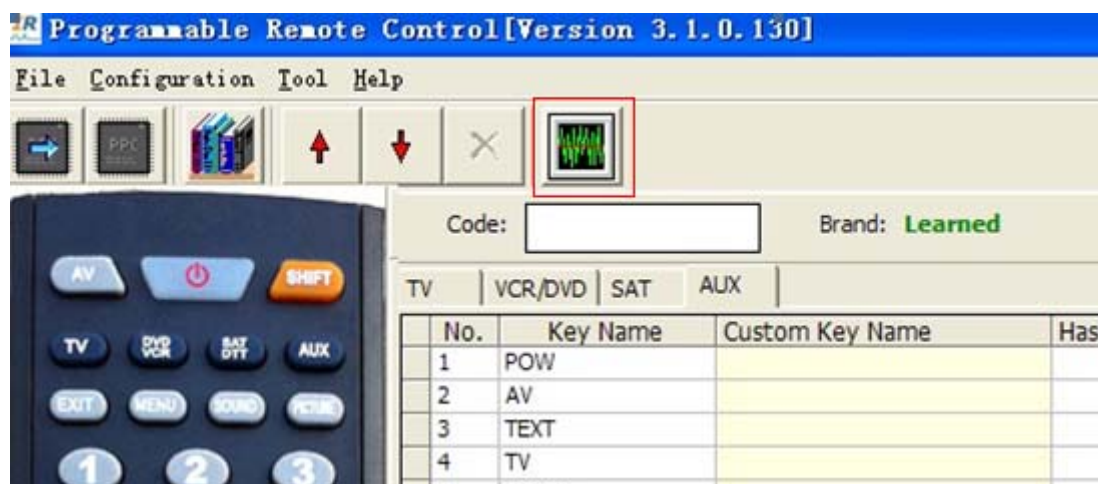 Programmable Remote Control[Version 3.1.0.130]
File Configuration Tool Help
PPC
Code:
Brand: Learned
AV
SHIFT
TV VCR/DVD SAT AUX
TV DVD VCR SAT DTT AUX
EXIT MENU SOUND PICTURE
1 2 3
No. Key Name Custom Key Name Has
1 POW
2 AV
3 TEXT
4 TV